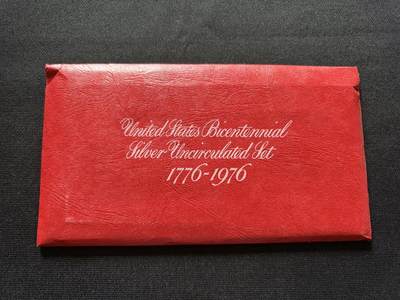 United States Bicentennial
Silver Uncirculated Set
1776-1976